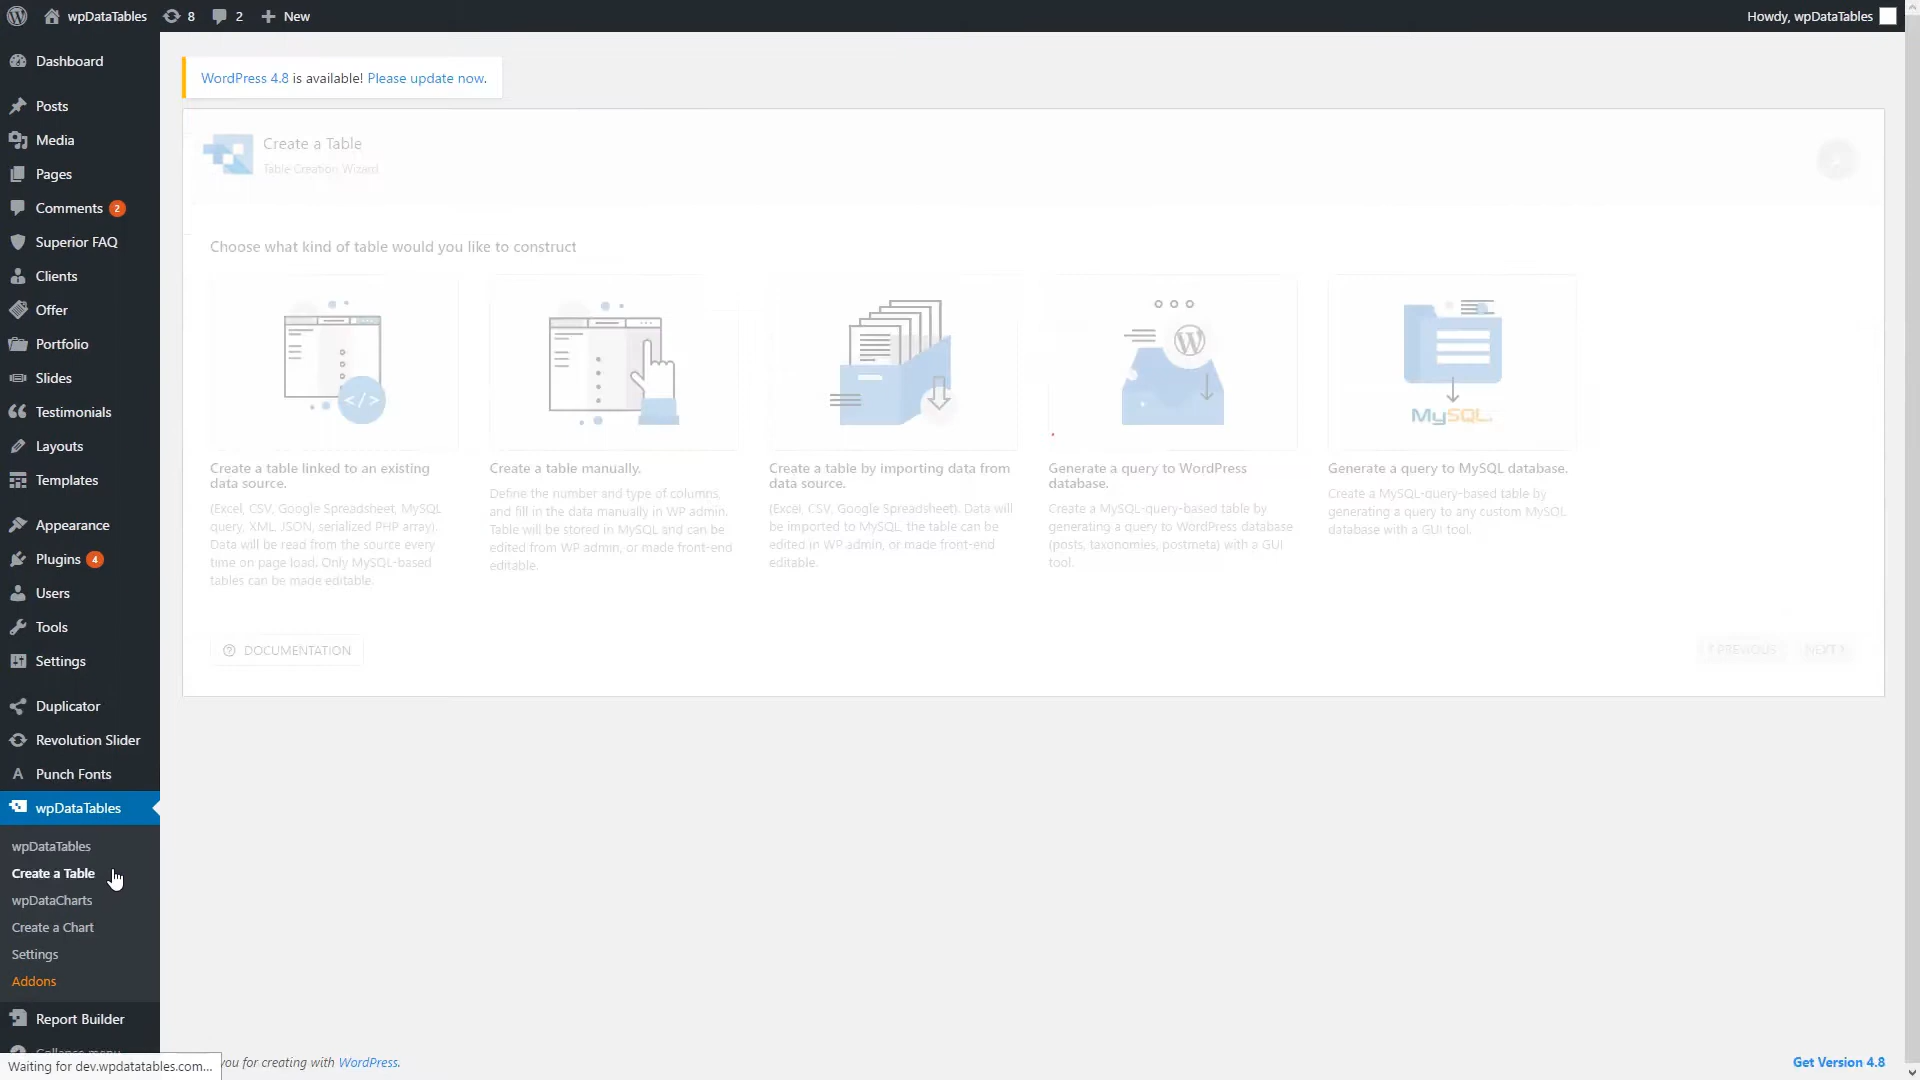 wpDataTables 8 2 New Howdy, wpDataTables
Dashboard
Posts
Media
Pages
Comments 2
Superior FAQ
Clients
Offer
Portfolio
Slides
Testimonials
Layouts
Templates
Appearance
Plugins 4
Users
Tools
Settings
Duplicator
Revolution Slider
Punch Fonts
wpDataTables
wpDataTables
Create a Table
wpDataCharts
Create a Chart
Settings
Addons
Report Builder
Collapse menu
Waiting for dev.wpdatatables.com...
WordPress 4.8 is available! Please update now.
Create a Table
Table Creation Wizard
Choose what kind of table would you like to construct
</>
Create a table linked to an existing
data source.
(Excel, CSV, Google Spreadsheet, MySQL
query, XML, JSON, serialized PHP array).
Data will be read from the source every
time on page load. Only MySQL-based
tables can be made editable.
Create a table manually.
Define the number and type of columns,
and fill in the data manually in WP admin.
Table will be stored in MySQL and can be
edited from WP admin, or made front-end
editable.
Create a table by importing data from
data source.
(Excel, CSV, Google Spreadsheet). Data will
be imported to MySQL, the table can be
edited in WP admin, or made front-end
editable.
Generate a query to WordPress
database.
Create a MySQL-query-based table by
generating a query to WordPress database
(posts, taxonomies, postmeta) with a GUI
tool.
MySQL
Generate a query to MySQL database.
Create a MySQL-query-based table by
generating a query to any custom MySQL
database with a GUI tool.
DOCUMENTATION
PREVIOUS NEXT
you for creating with WordPress.
Get Version 4.8